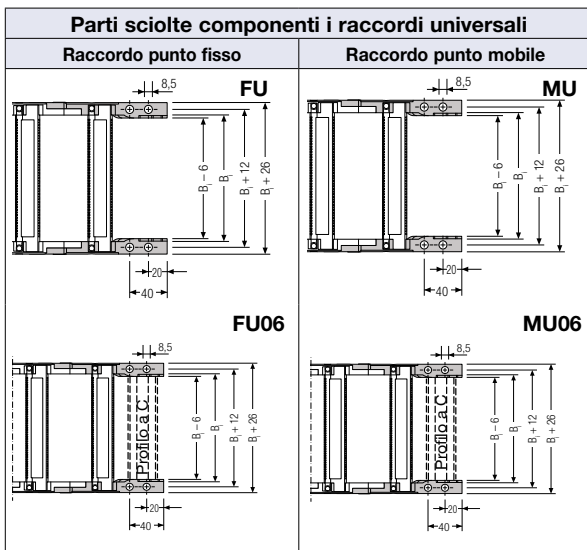 Parti sciolte componenti i raccordi universali
Raccordo punto fisso
Raccordo punto mobile
FU
8,5
Bi – 6
Bi
Bi + 12
Bi + 26
20
40
MU
8,5
Bi – 6
Bi
Bi + 12
Bi + 26
20
40
FU06
8,5
Profilo a C
Bi – 6
Bi
Bi + 12
Bi + 26
20
40
MU06
8,5
Profilo a C
Bi – 6
Bi
Bi + 12
Bi + 26
20
40